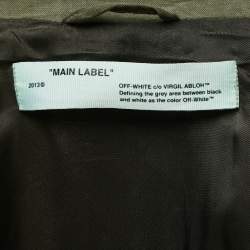 "MAIN LABEL"
2013©
OFF-WHITE c/o VIRGIL ABLOH™
Defining the grey area between black
and white as the color Off-White™